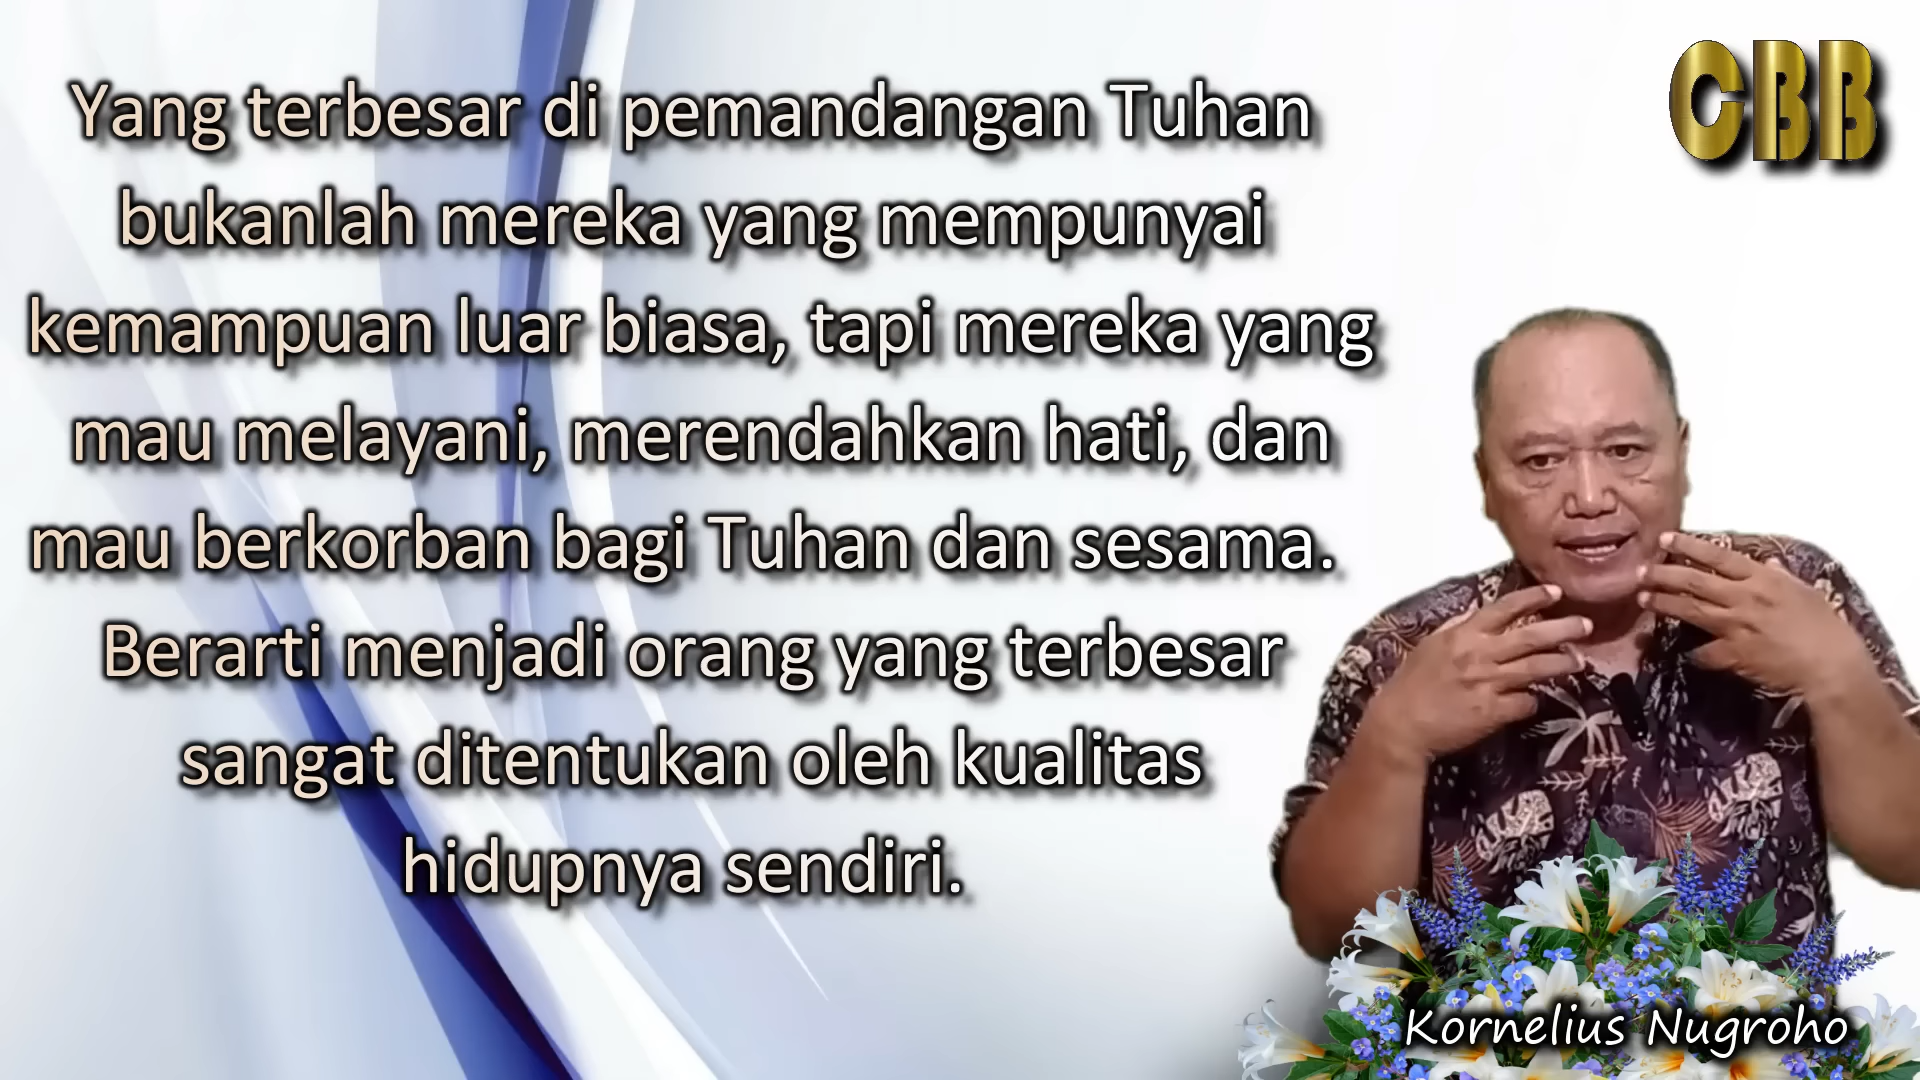 Yang terbesar di pemandangan Tuhan
bukanlah mereka yang mempunyai
kemampuan luar biasa, tapi mereka yang
mau melayani, merendahkan hati, dan
mau berkorban bagi Tuhan dan sesama.
Berarti menjadi orang yang terbesar
sangat ditentukan oleh kualitas
hidupnya sendiri.
CBB
Kornelius Nugroho